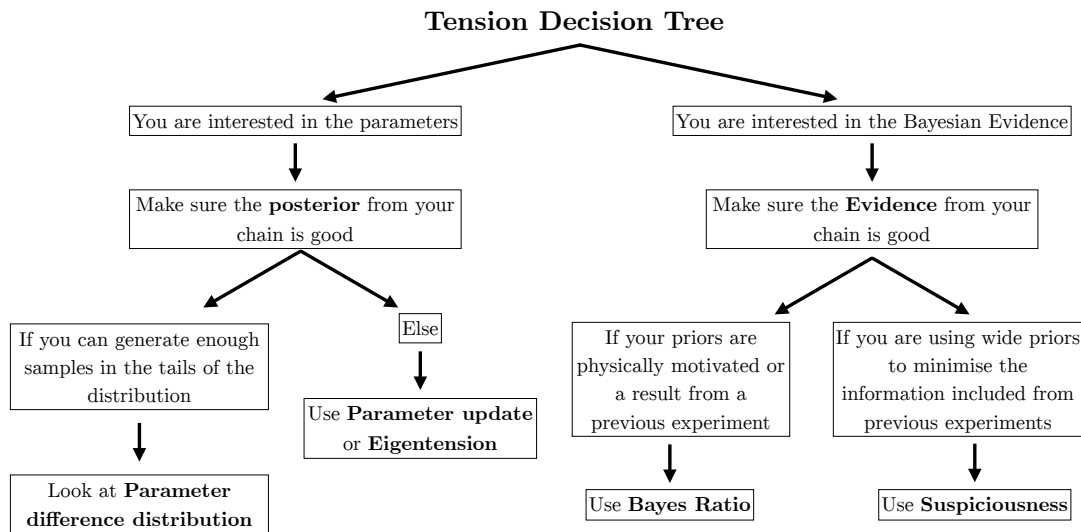 Tension Decision Tree
You are interested in the parameters
You are interested in the Bayesian Evidence
Make sure the posterior from your
chain is good
Make sure the Evidence from your
chain is good
If you can generate enough
samples in the tails of the
distribution
Else
If your priors are
physically motivated or
a result from a
previous experiment
If you are using wide priors
to minimise the
information included from
previous experiments
Use Parameter update
or Eigentension
Look at Parameter
difference distribution
Use Bayes Ratio
Use Suspiciousness